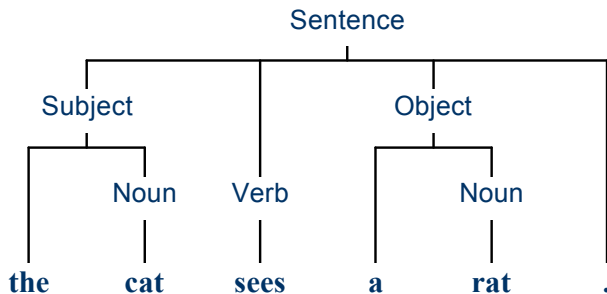 Sentence
Subject Object
Noun Verb Noun
the cat sees a rat .